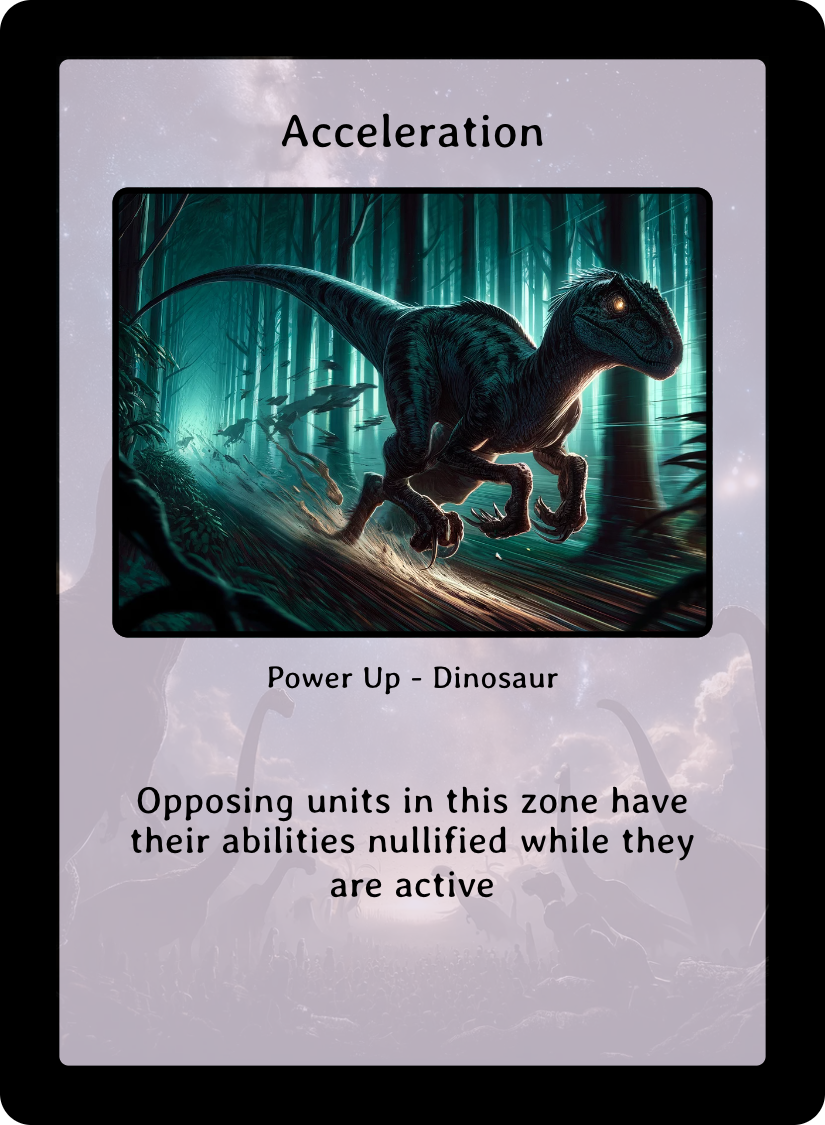 Acceleration
Power Up - Dinosaur
Opposing units in this zone have
their abilities nullified while they
are active